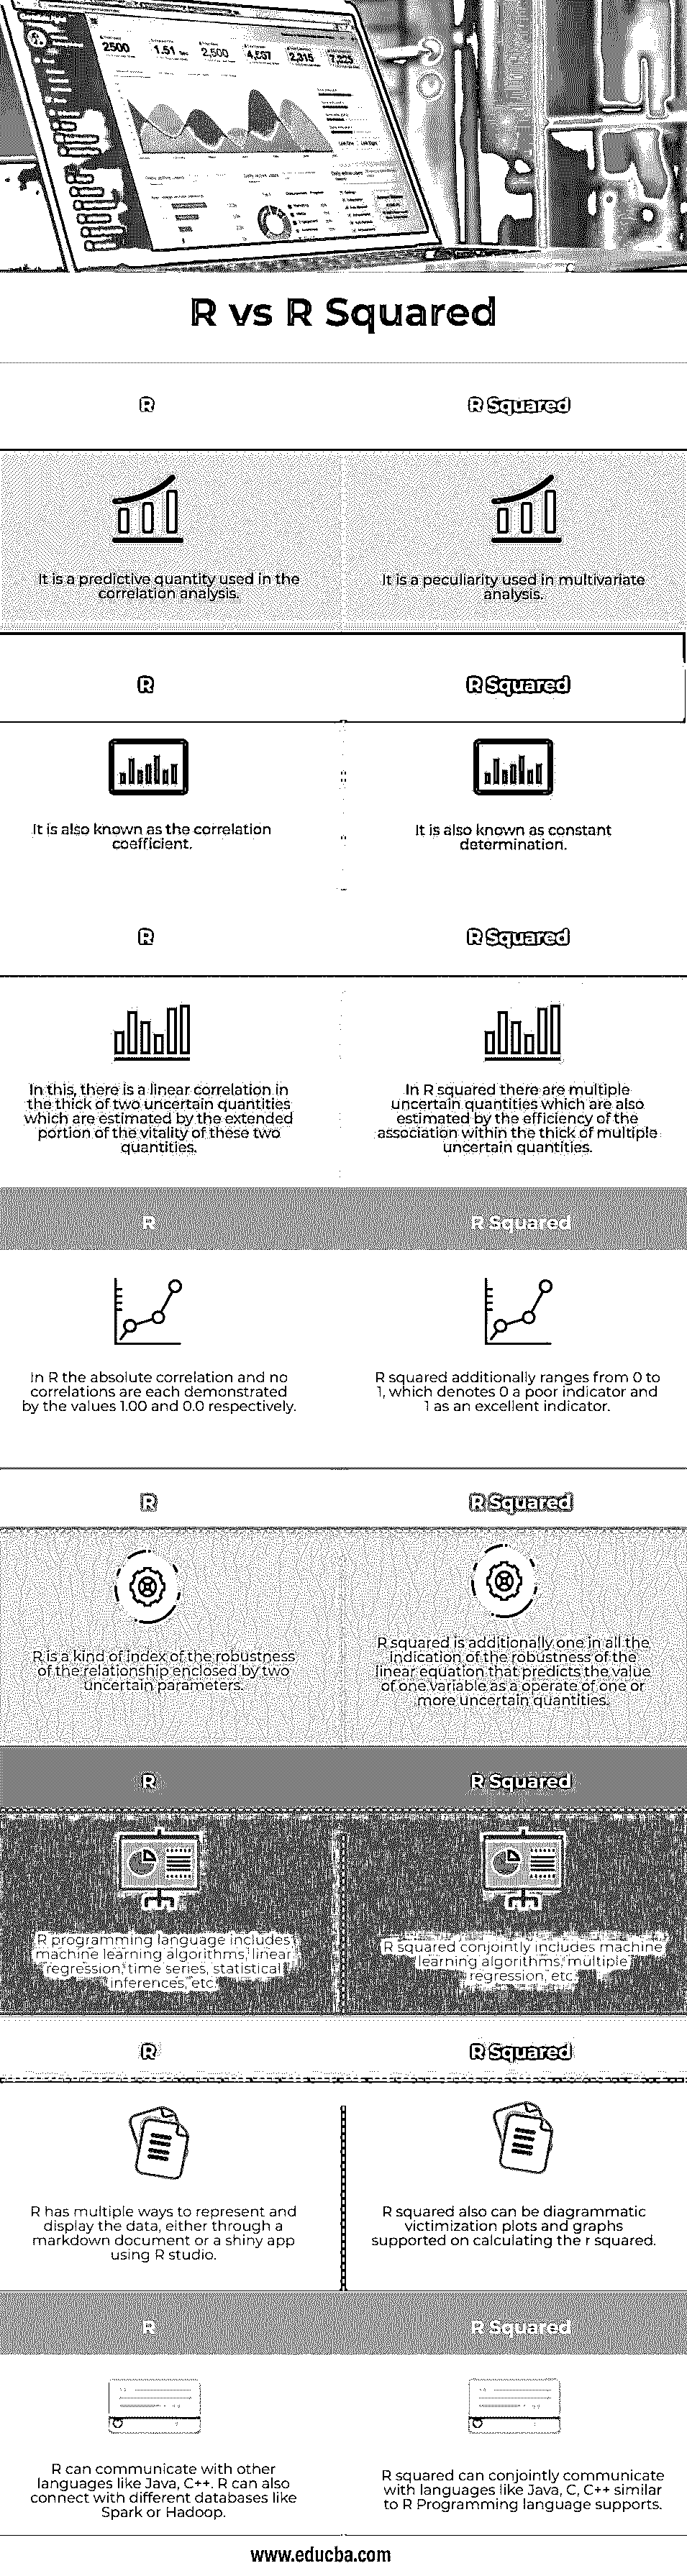 2500
1.51
2,500
4,587
2,315
7,225
R vs R Squared
R
R Squared
It is a predictive quantity used in the
correlation analysis.
It is a peculiarity used in multivariate
analysis.
R
R Squared
It is also known as the correlation
coefficient.
It is also known as constant
determination.
R
R Squared
In this, there is a linear correlation in
the thick of two uncertain quantities
which are estimated by the extended
portion of the vitality of these two
quantities.
In R squared there are multiple
uncertain quantities which are also
estimated by the efficiency of the
association within the thick of multiple
uncertain quantities.
R
R Squared
In R the absolute correlation and no
correlations are each demonstrated
by the values 1.00 and 0.0 respectively.
R squared additionally ranges from 0 to
1, which denotes 0 a poor indicator and
1 as an excellent indicator.
R
R Squared
R is a kind of index of the robustness
of the relationship enclosed by two
uncertain parameters.
R squared is additionally one in all the
indication of the robustness of the
linear equation that predicts the value
of one variable as a operate of one or
more uncertain quantities.
R
R Squared
R programming language includes
machine learning algorithms, linear
regression, time series, statistical
inferences, etc
R squared conjointly includes machine
learning algorithms, multiple
regression, etc
R
R Squared
R has multiple ways to represent and
display the data, either through a
markdown document or a shiny app
using R studio.
R squared also can be diagrammatic
victimization plots and graphs
supported on calculating the r squared.
R
R Squared
R can communicate with other
languages like Java, C++. R can also
connect with different databases like
Spark or Hadoop.
R squared can conjointly communicate
with languages like Java, C, C++ similar
to R Programming language supports.
www.educba.com